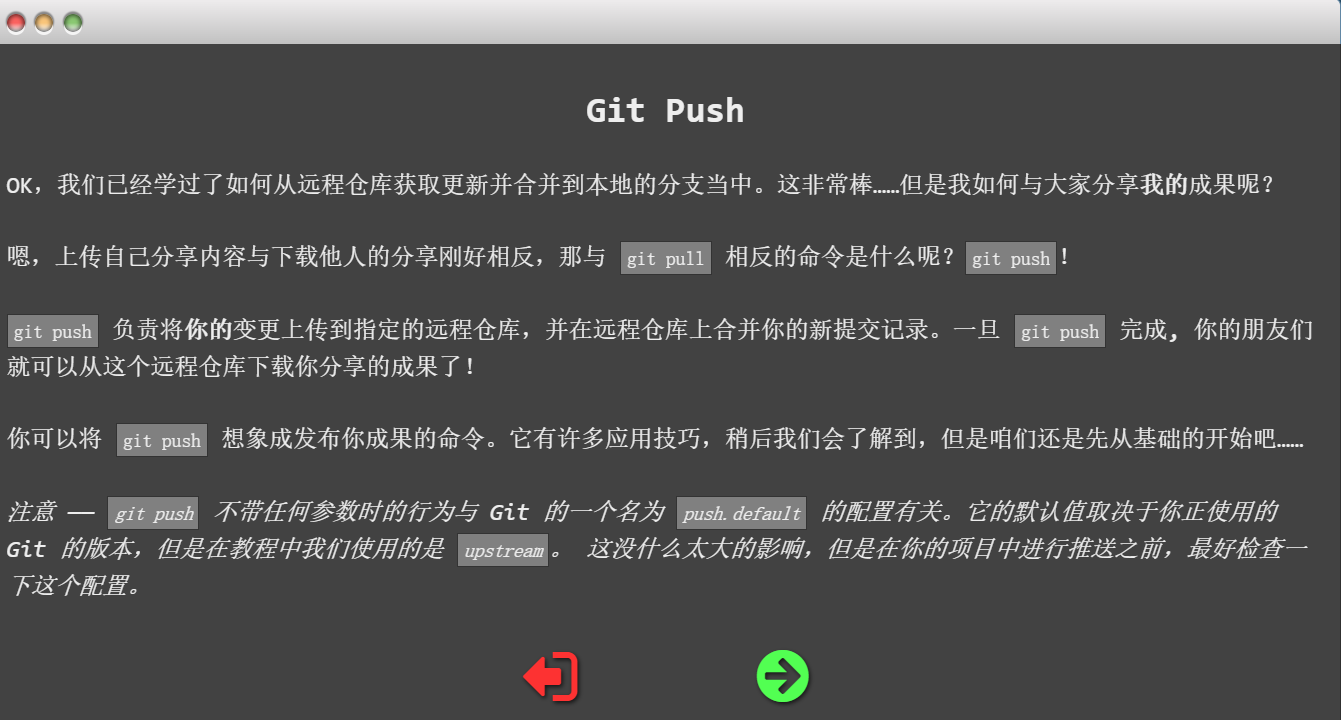 Git Push
OK，我们已经学过了如何从远程仓库获取更新并合并到本地的分支当中。这非常棒……但是我如何与大家分享我的成果呢？
嗯，上传自己分享内容与下载他人的分享刚好相反，那与 git pull 相反的命令是什么呢？git push！
git push 负责将你的变更上传到指定的远程仓库，并在远程仓库上合并你的新提交记录。一旦 git push 完成, 你的朋友们
就可以从这个远程仓库下载你分享的成果了！
你可以将 git push 想象成发布你成果的命令。它有许多应用技巧，稍后我们会了解到，但是咱们还是先从基础的开始吧……
注意 —— git push 不带任何参数时的行为与 Git 的一个名为 push.default 的配置有关。它的默认值取决于你正使用的
Git 的版本，但是在教程中我们使用的是 upstream。 这没什么太大的影响，但是在你的项目中进行推送之前，最好检查一
下这个配置。